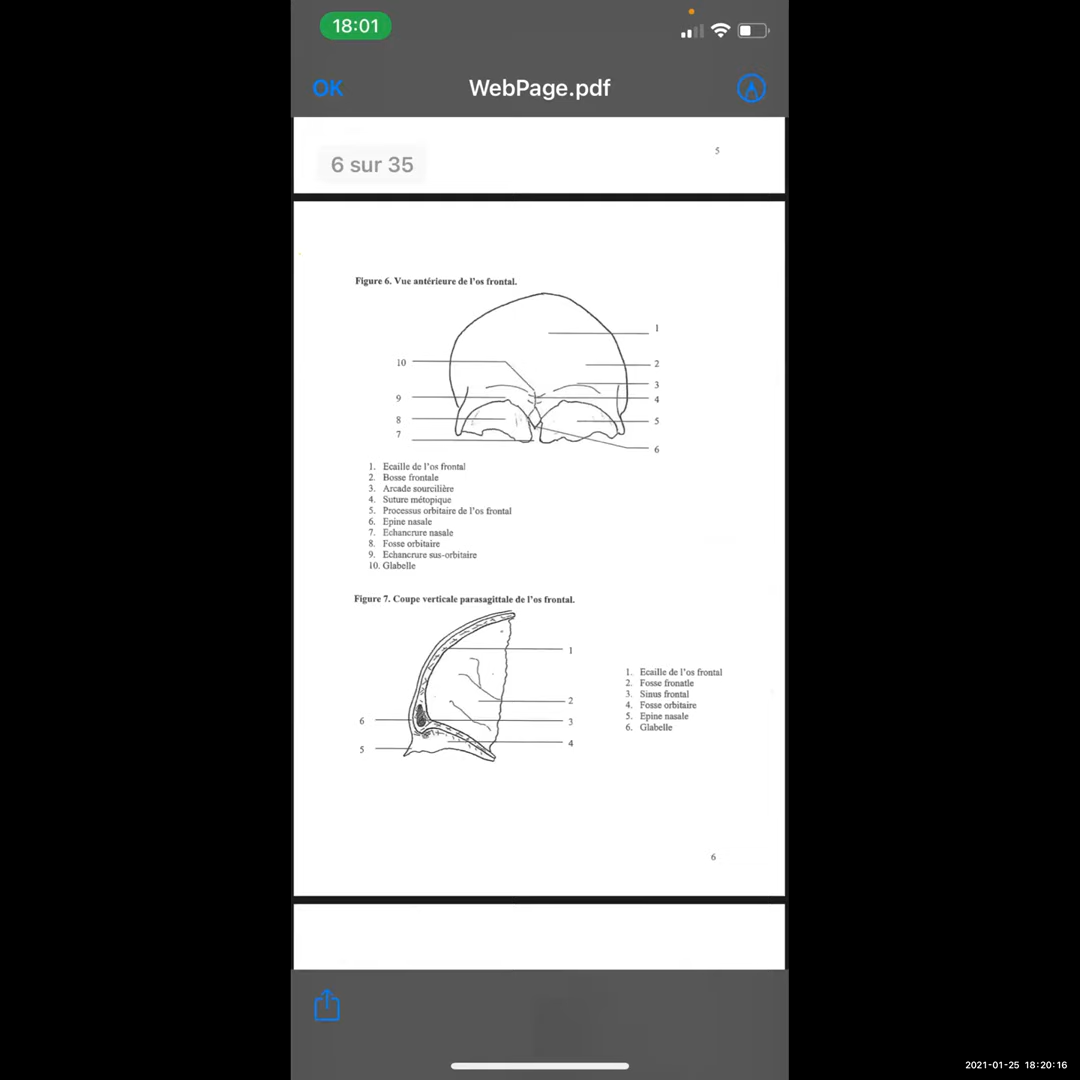 18:01
OK
WebPage.pdf
6 sur 35
5
Figure 6. Vue antérieure de l'os frontal.
1
2
3
4
5
6
10
9
8
7
1. Ecaille de l'os frontal
2. Bosse frontale
3. Arcade sourcilière
4. Suture métopique
5. Processus orbitaire de l'os frontal
6. Epine nasale
7. Echancrure nasale
8. Fosse orbitaire
9. Echancrure sus-orbitaire
10. Glabelle
Figure 7. Coupe verticale parasagittale de l'os frontal.
1
2
3
4
6
5
1. Ecaille de l'os frontal
2. Fosse fronatle
3. Sinus frontal
4. Fosse orbitaire
5. Epine nasale
6. Glabelle
6
2021-01-25 18:20:16